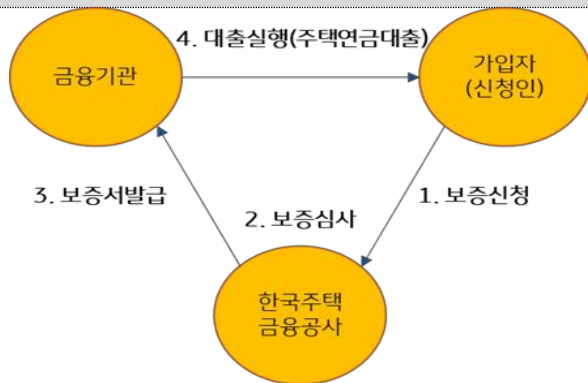 4. 대출실행(주택연금대출)
금융기관
가입자
(신청인)
3. 보증서발급
1. 보증신청
2. 보증심사
한국주택
금융공사